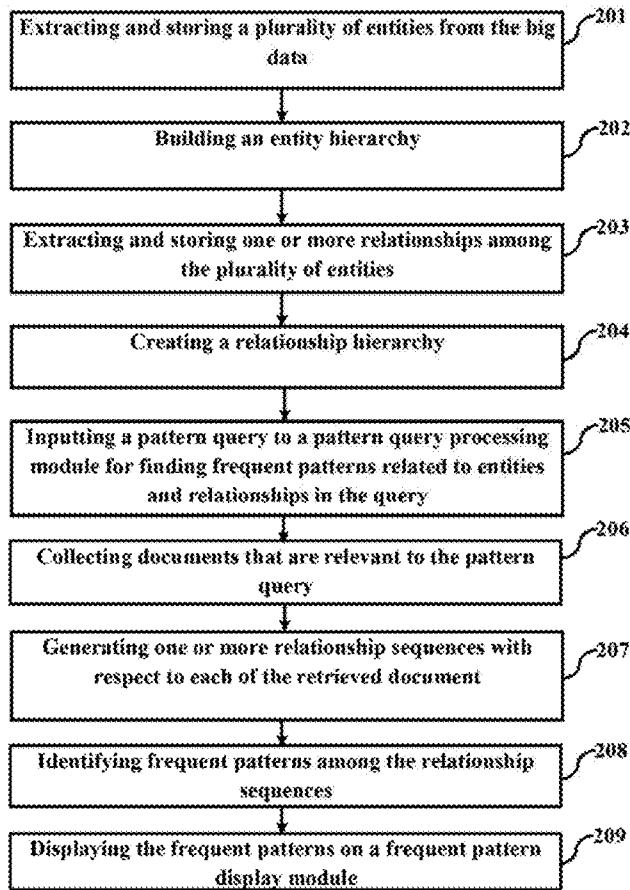 Extracting and storing a plurality of entities from the big
data
201
Building an entity hierarchy
202
Extracting and storing one or more relationships among
the plurality of entities
203
Creating a relationship hierarchy
204
Inputting a pattern query to a pattern query processing
module for finding frequent patterns related to entities
and relationships in the query
205
Collecting documents that are relevant to the pattern
query
206
Generating one or more relationship sequences with
respect to each of the retrieved document
207
Identifying frequent patterns among the relationship
sequences
208
Displaying the frequent patterns on a frequent pattern
display module
209